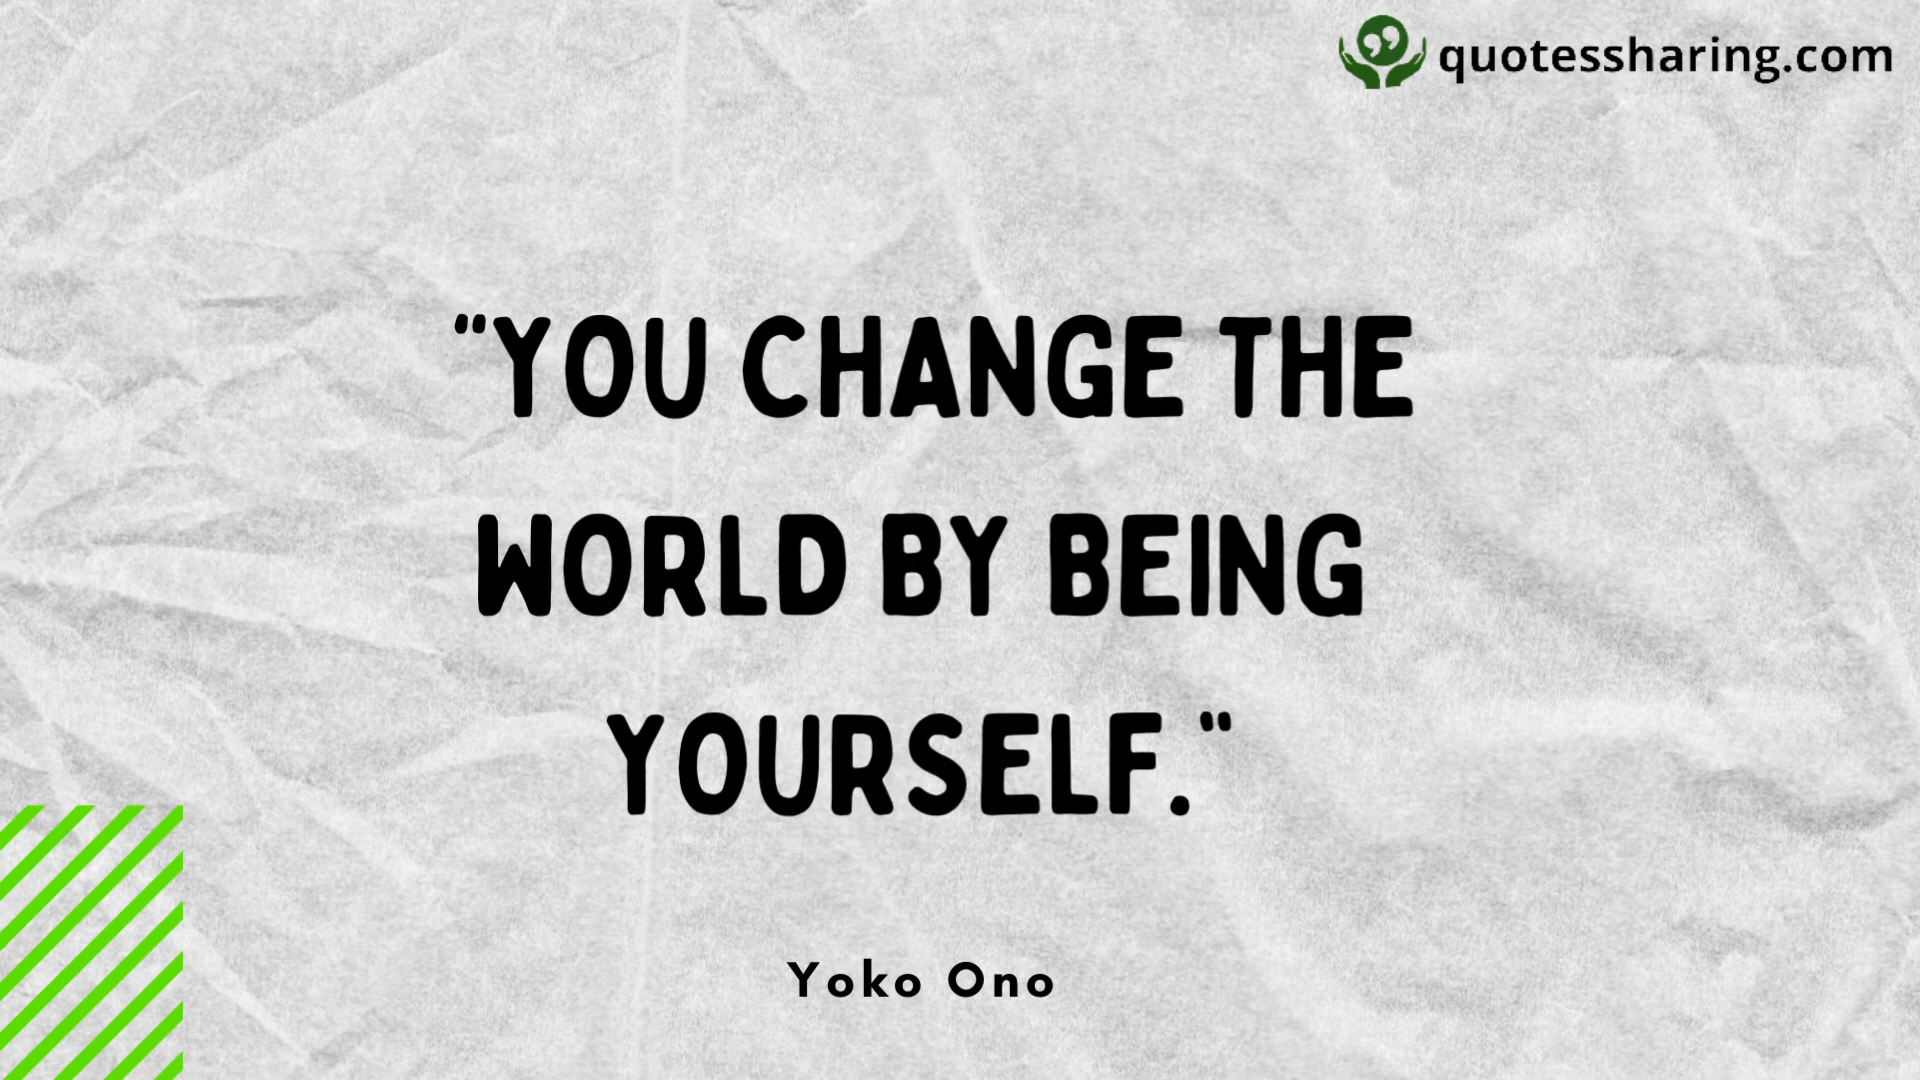 quotessharing.com
"YOU CHANGE THE
WORLD BY BEING
YOURSELF."
Yoko Ono